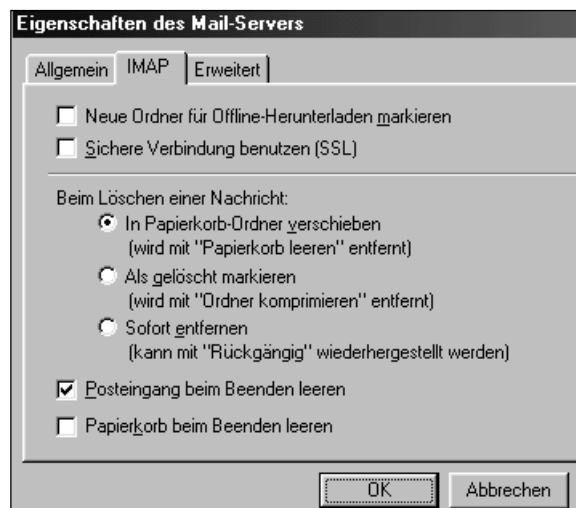 Eigenschaften des Mail-Servers
Allgemein IMAP Erweitert
Neue Ordner für Offline-Herunterladen markieren
Sichere Verbindung benutzen (SSL)
Beim Löschen einer Nachricht:
In Papierkorb-Ordner verschieben
(wird mit "Papierkorb leeren" entfernt)
Als gelöscht markieren
(wird mit "Ordner komprimieren" entfernt)
Sofort entfernen
(kann mit "Rückgängig" wiederhergestellt werden)
Posteingang beim Beenden leeren
Papierkorb beim Beenden leeren
OK Abbrechen